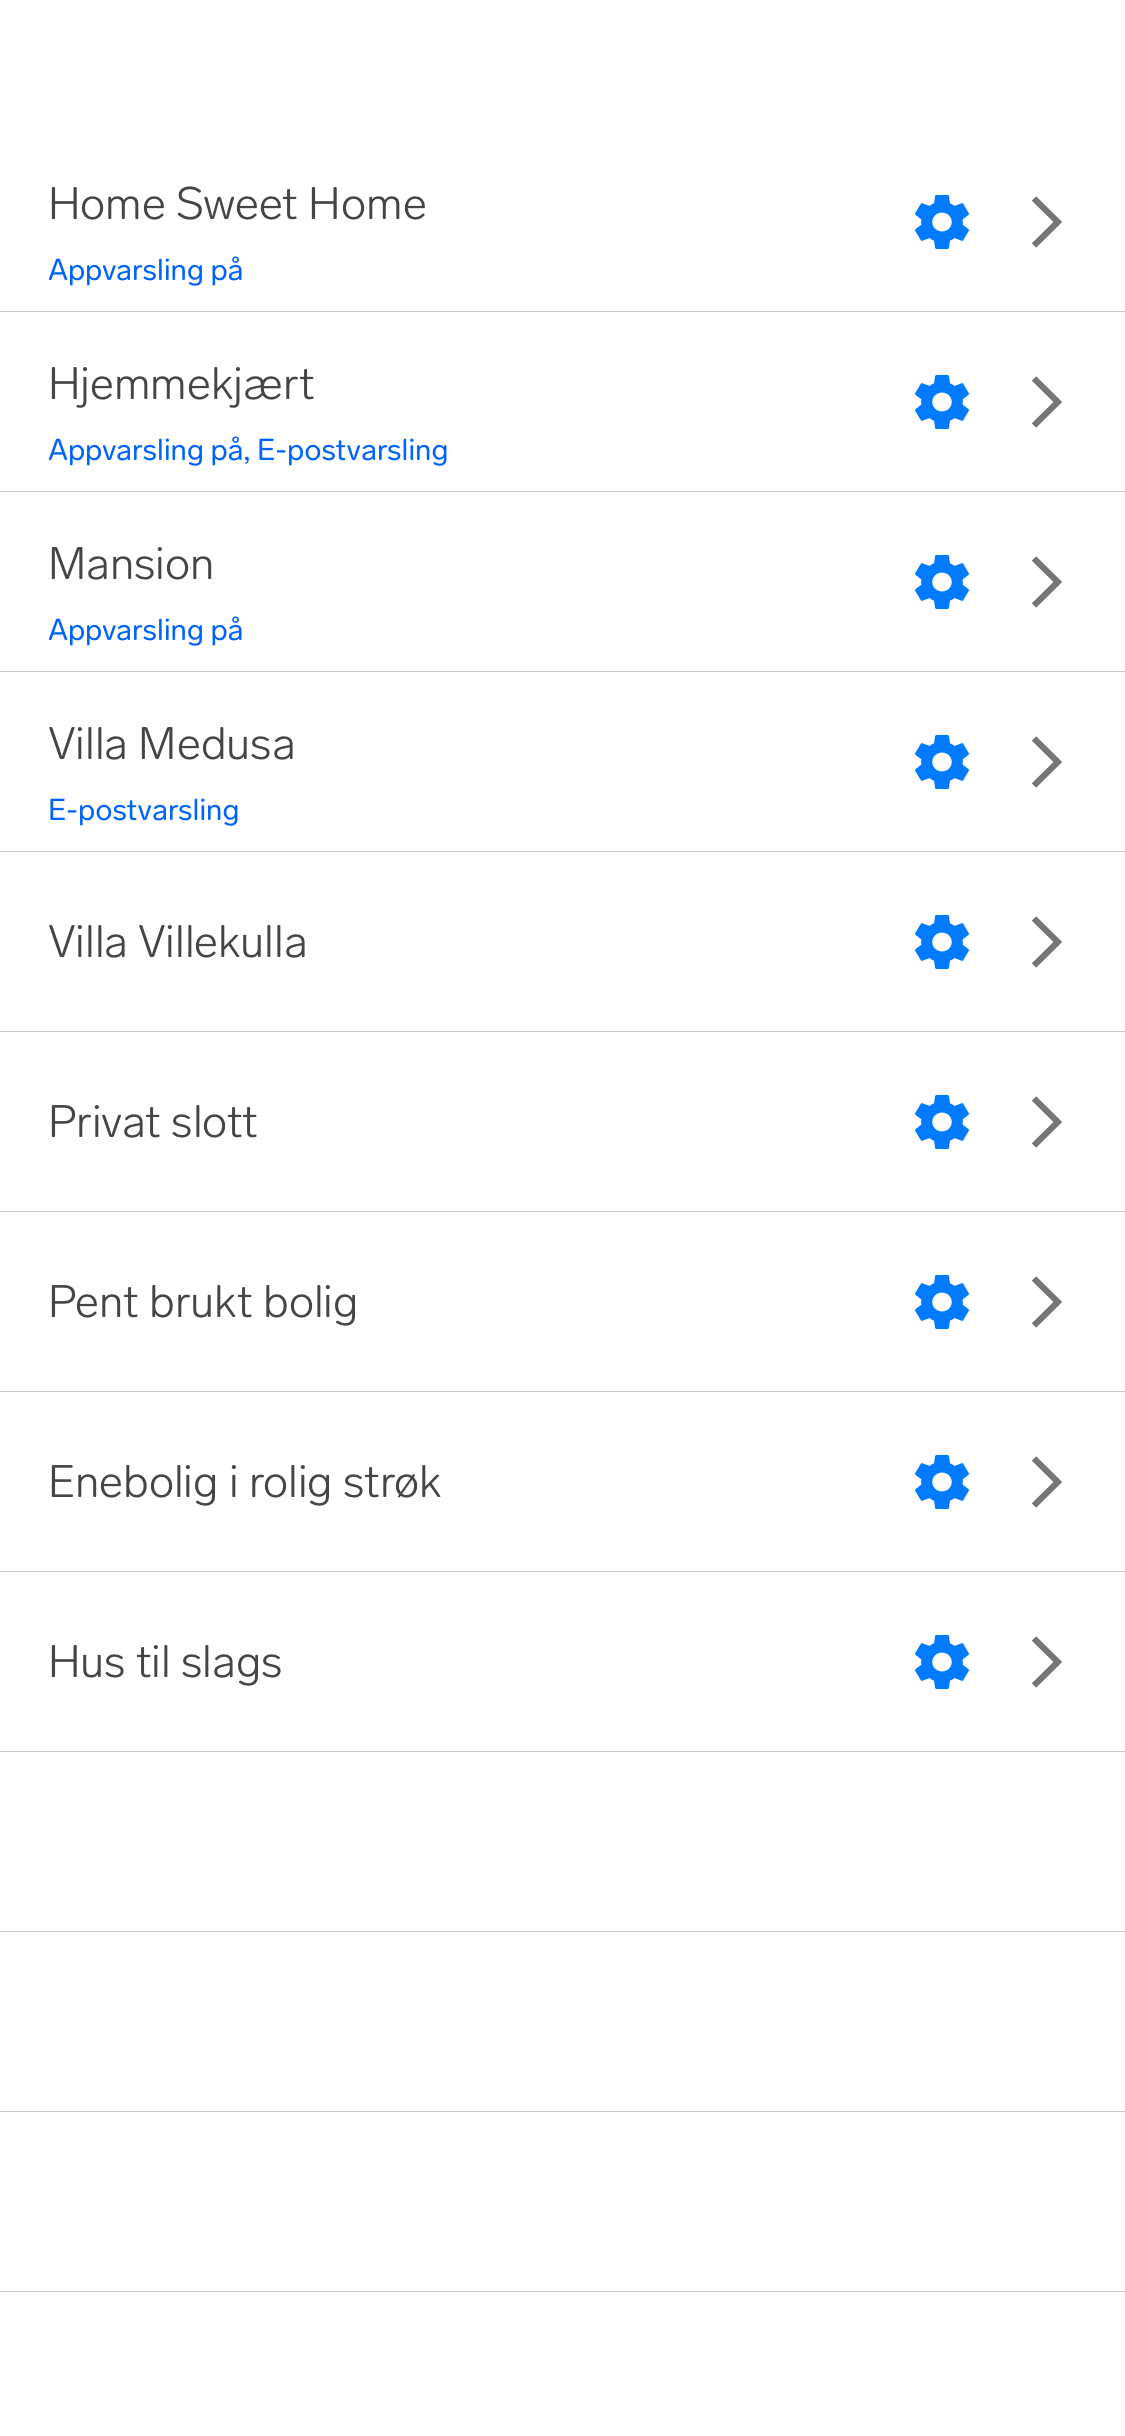 Home Sweet Home
Appvarsling på
Hjemmekjært
Appvarsling på, E-postvarsling
Mansion
Appvarsling på
Villa Medusa
E-postvarsling
Villa Villekulla
Privat slott
Pent brukt bolig
Enebolig i rolig strøk
Hus til slags